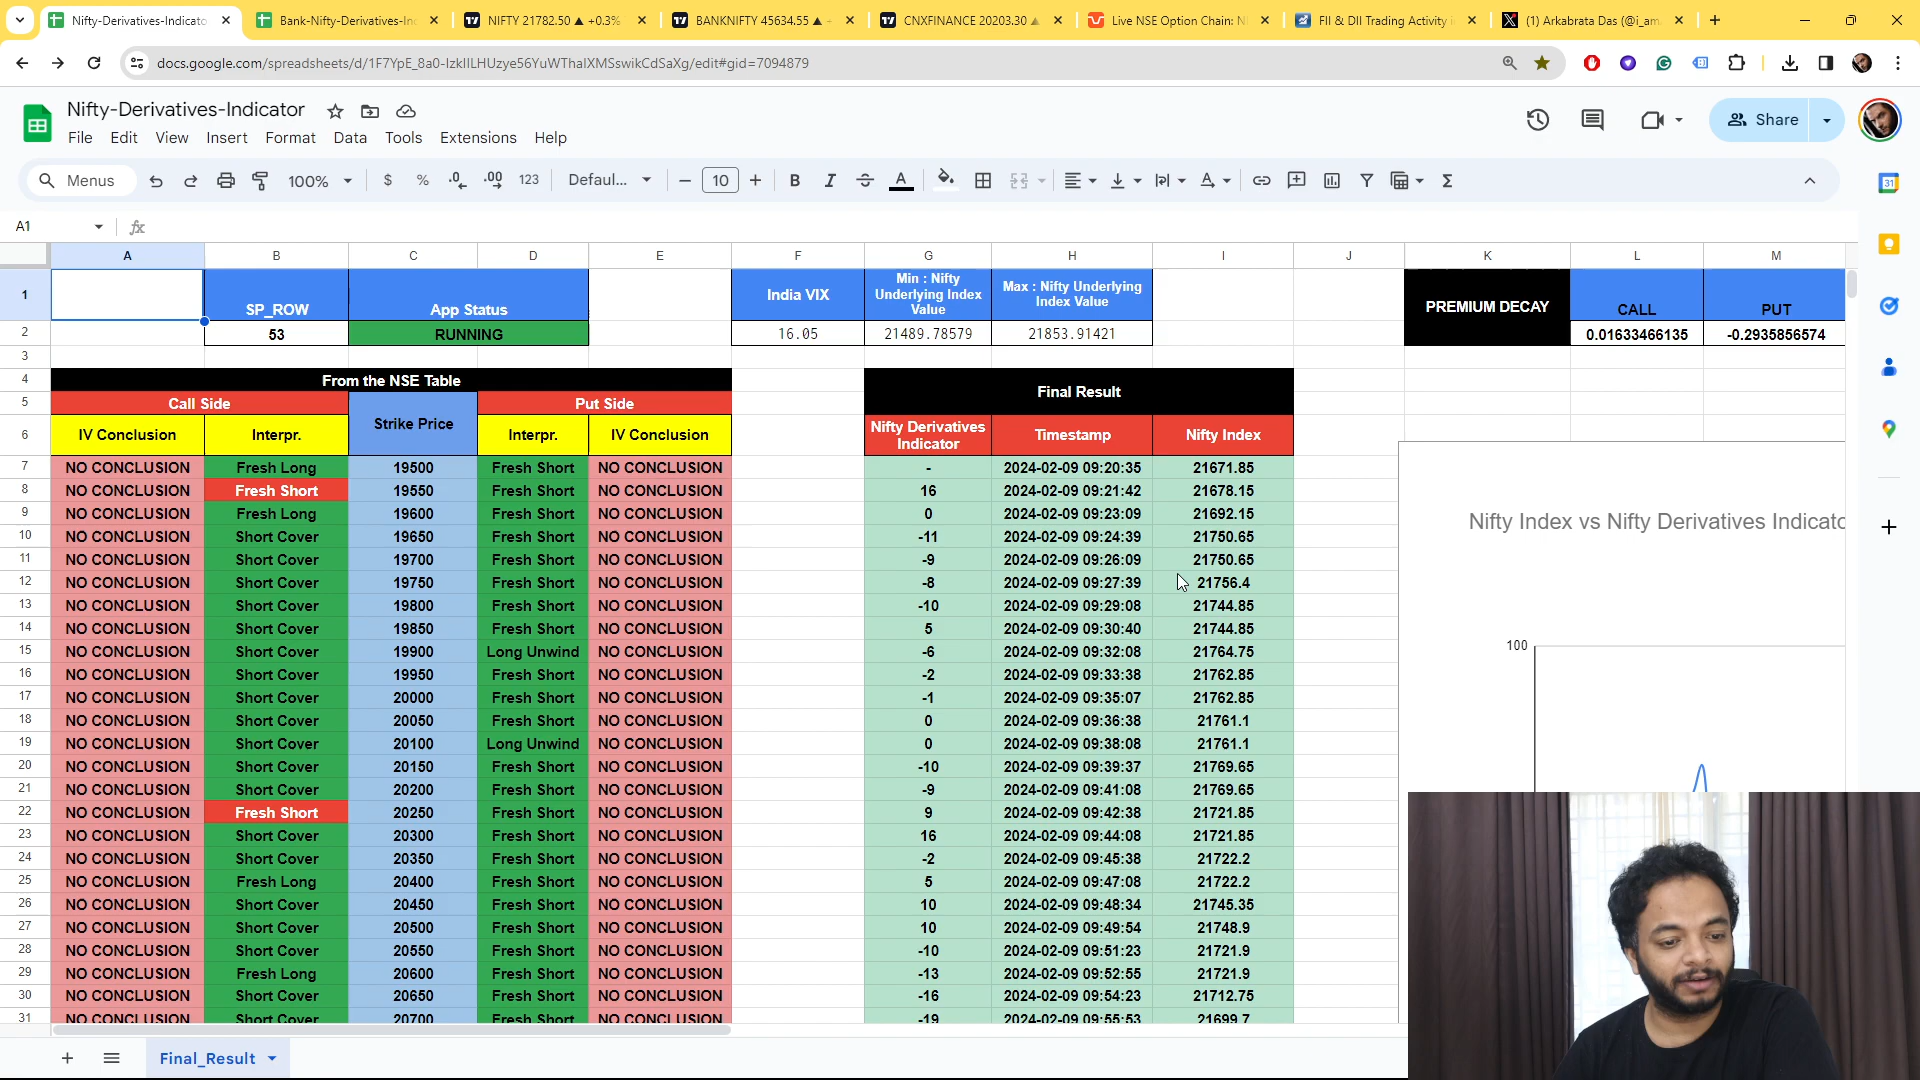 Nifty-Derivatives-Indicato
Bank-Nifty-Derivatives-In
NIFTY 21782.50 ▲ +0.3%
BANKNIFTY 45634.55 ▲
CNXFINANCE 20203.30 ▲
Live NSE Option Chain: N
FII & DII Trading Activity i
(1) Arkabrata Das (@i_am
Nifty-Derivatives-Indicator
File Edit View Insert Format Data Tools Extensions Help
Share
Menus 100% $ % .0 .00 123 Defaul... 10 B I A
A1 fx
A B C D E F G H I J K L M
1 SP_ROW App Status India VIX Min : Nifty Underlying Index Value Max : Nifty Underlying Index Value PREMIUM DECAY CALL PUT
2 53 RUNNING 16.05 21489.78579 21853.91421 0.01633466135 -0.2935856574
3
4 From the NSE Table Final Result
5 Call Side Strike Price Put Side
6 IV Conclusion Interpr. Interpr. IV Conclusion Nifty Derivatives Indicator Timestamp Nifty Index
7 NO CONCLUSION Fresh Long 19500 Fresh Short NO CONCLUSION - 2024-02-09 09:20:35 21671.85
8 NO CONCLUSION Fresh Short 19550 Fresh Short NO CONCLUSION 16 2024-02-09 09:21:42 21678.15
9 NO CONCLUSION Fresh Long 19600 Fresh Short NO CONCLUSION 0 2024-02-09 09:23:09 21692.15
10 NO CONCLUSION Short Cover 19650 Fresh Short NO CONCLUSION -11 2024-02-09 09:24:39 21750.65
11 NO CONCLUSION Short Cover 19700 Fresh Short NO CONCLUSION -9 2024-02-09 09:26:09 21750.65
12 NO CONCLUSION Short Cover 19750 Fresh Short NO CONCLUSION -8 2024-02-09 09:27:39 21756.4
13 NO CONCLUSION Short Cover 19800 Fresh Short NO CONCLUSION -10 2024-02-09 09:29:08 21744.85
14 NO CONCLUSION Short Cover 19850 Fresh Short NO CONCLUSION 5 2024-02-09 09:30:40 21744.85
15 NO CONCLUSION Short Cover 19900 Long Unwind NO CONCLUSION -6 2024-02-09 09:32:08 21764.75
16 NO CONCLUSION Short Cover 19950 Fresh Short NO CONCLUSION -2 2024-02-09 09:33:38 21762.85
17 NO CONCLUSION Short Cover 20000 Fresh Short NO CONCLUSION -1 2024-02-09 09:35:07 21762.85
18 NO CONCLUSION Short Cover 20050 Fresh Short NO CONCLUSION 0 2024-02-09 09:36:38 21761.1
19 NO CONCLUSION Short Cover 20100 Long Unwind NO CONCLUSION 0 2024-02-09 09:38:08 21761.1
20 NO CONCLUSION Short Cover 20150 Fresh Short NO CONCLUSION -10 2024-02-09 09:39:37 21769.65
21 NO CONCLUSION Short Cover 20200 Fresh Short NO CONCLUSION -9 2024-02-09 09:41:08 21769.65
22 NO CONCLUSION Fresh Short 20250 Fresh Short NO CONCLUSION 9 2024-02-09 09:42:38 21721.85
23 NO CONCLUSION Short Cover 20300 Fresh Short NO CONCLUSION 16 2024-02-09 09:44:08 21721.85
24 NO CONCLUSION Short Cover 20350 Fresh Short NO CONCLUSION -2 2024-02-09 09:45:38 21722.2
25 NO CONCLUSION Fresh Long 20400 Fresh Short NO CONCLUSION 5 2024-02-09 09:47:08 21722.2
26 NO CONCLUSION Short Cover 20450 Fresh Short NO CONCLUSION 10 2024-02-09 09:48:34 21745.35
27 NO CONCLUSION Short Cover 20500 Fresh Short NO CONCLUSION 10 2024-02-09 09:49:54 21748.9
28 NO CONCLUSION Short Cover 20550 Fresh Short NO CONCLUSION -10 2024-02-09 09:51:23 21721.9
29 NO CONCLUSION Fresh Long 20600 Fresh Short NO CONCLUSION -13 2024-02-09 09:52:55 21721.9
30 NO CONCLUSION Short Cover 20650 Fresh Short NO CONCLUSION -16 2024-02-09 09:54:23 21712.75
31 NO CONCLUSION Short Cover 20700 Fresh Short NO CONCLUSION -19 2024-02-09 09:55:53 21699.7
Nifty Index vs Nifty Derivatives Indicato
100
Final_Result